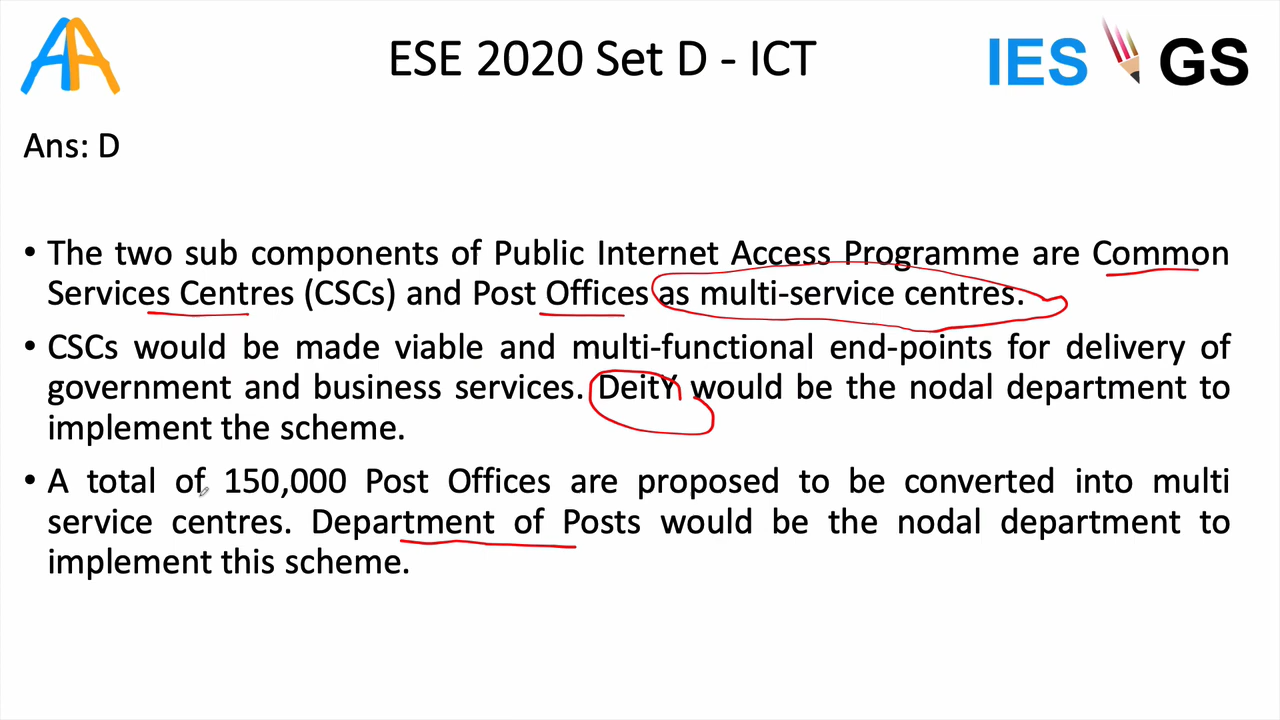 AA
ESE 2020 Set D - ICT
IES GS
Ans: D
• The two sub components of Public Internet Access Programme are Common
Services Centres (CSCs) and Post Offices as multi-service centres.
• CSCs would be made viable and multi-functional end-points for delivery of
government and business services. DeitY would be the nodal department to
implement the scheme.
• A total of 150,000 Post Offices are proposed to be converted into multi
service centres. Department of Posts would be the nodal department to
implement this scheme.